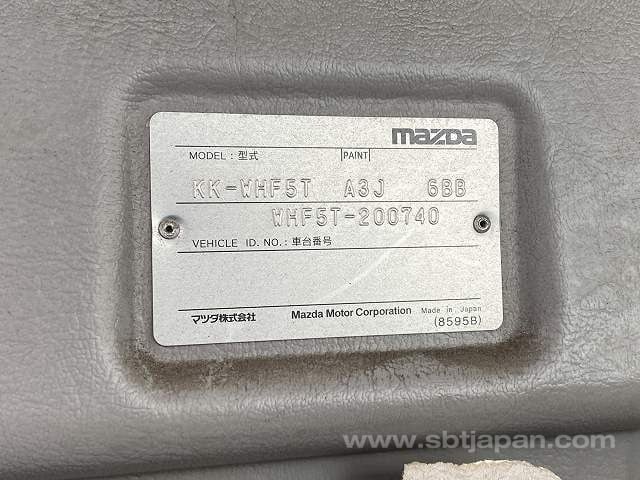 mazda
MODEL : 型式 PAINT
KK-WHF5T A3J 6BB
WHF5T-200740
VEHICLE ID. NO. : 車台番号
マツダ株式会社 Mazda Motor Corporation Made in Japan
(8595B)
www.sbtjapan.com